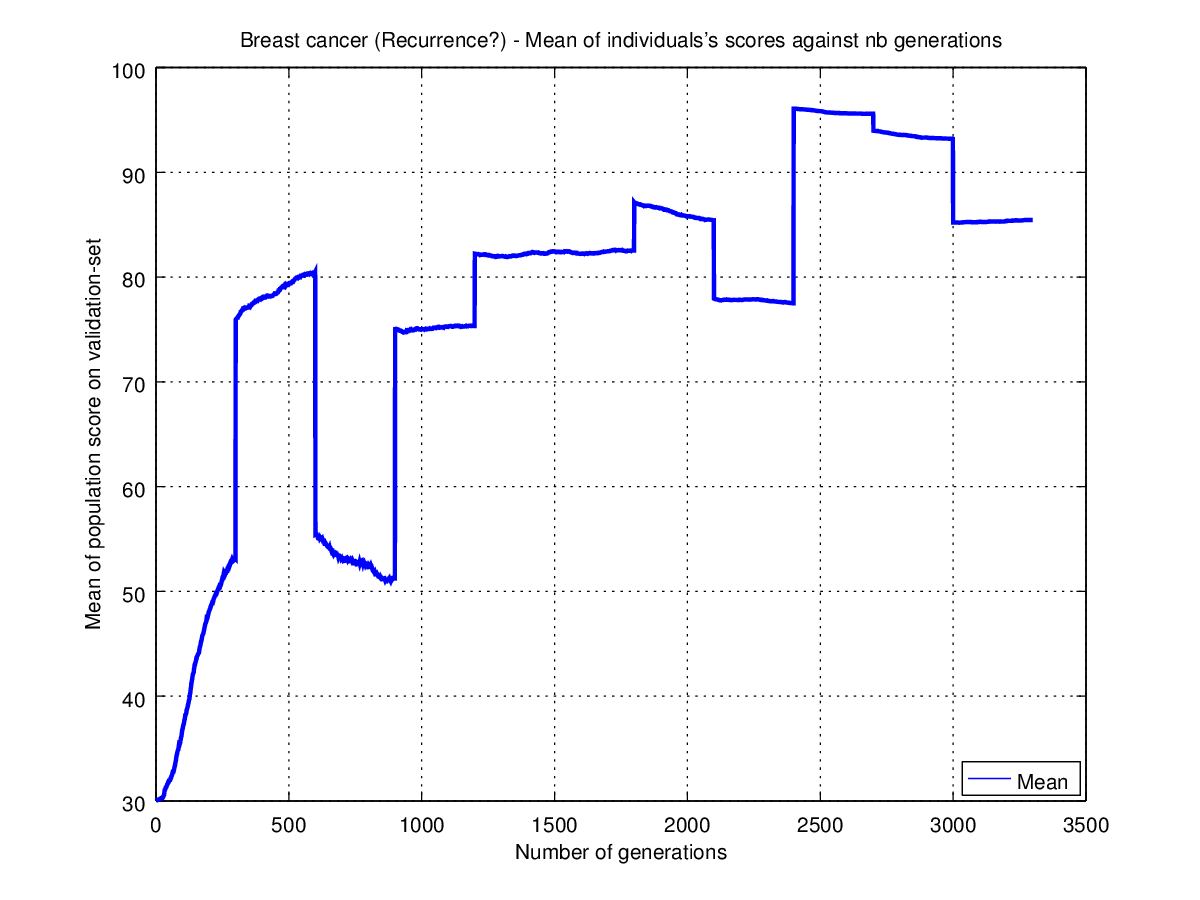 Breast cancer (Recurrence?) - Mean of individuals's scores against nb generations
100
90
80
70
60
50
40
30
Mean of population score on validation-set
0 500 1000 1500 2000 2500 3000 3500
Number of generations
Mean